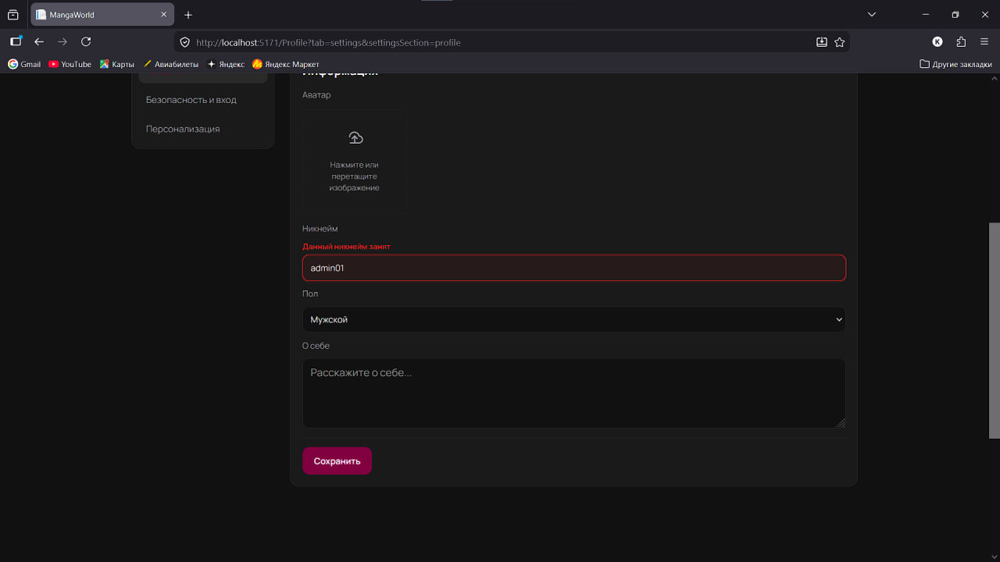 MangaWorld
http://localhost:5171/Profile?tab=settings&settingsSection=profile
K
Gmail
YouTube
Карты
Авиабилеты
Яндекс
Яндекс Маркет
Другие закладки
Безопасность и вход
Персонализация
Информация
Аватар
Нажмите или
перетащите
изображение
Никнейм
Данный никнейм занят
admin01
Пол
Мужской
О себе
Расскажите о себе...
Сохранить